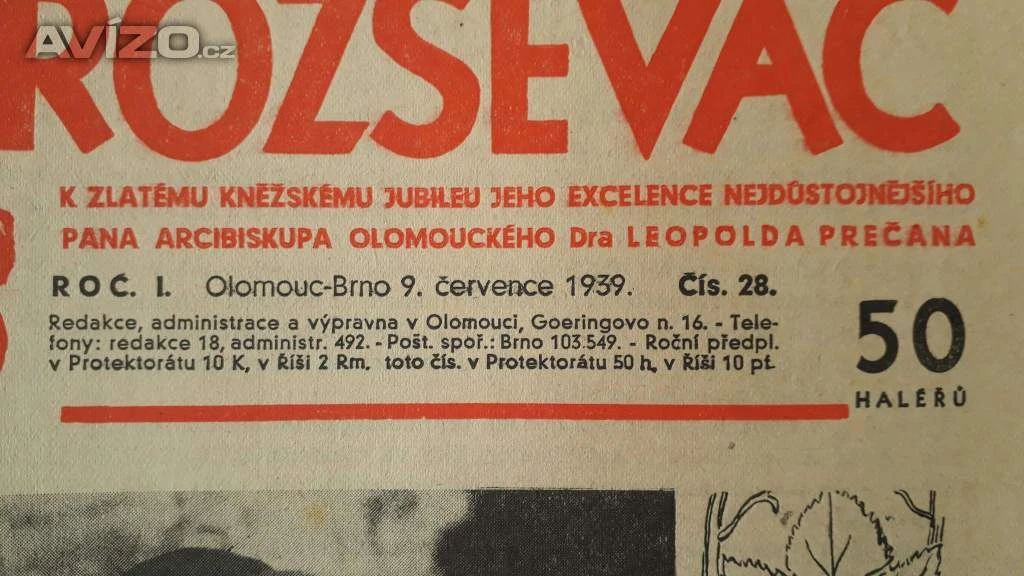 AVÍZO.cz
ROZSEVAČ
K ZLATÉMU KNĚŽSKÉMU JUBILEU JEHO EXCELENCE NEJDŮSTOJNĚJŠÍHO
PANA ARCIBISKUPA OLOMOUCKÉHO Dra LEOPOLDA PREČANA
ROČ. I. Olomouc-Brno 9. července 1939. Čís. 28.
Redakce, administrace a výpravna v Olomouci, Goeringovo n. 16. - Tele-
fony: redakce 18, administr. 492. - Pošt. spoř.: Brno 103.549. - Roční předpl.
v Protektorátu 10 K, v Říši 2 Rm. toto čís. v Protektorátu 50 h, v Říši 10 pf.
50
HALÉŘŮ